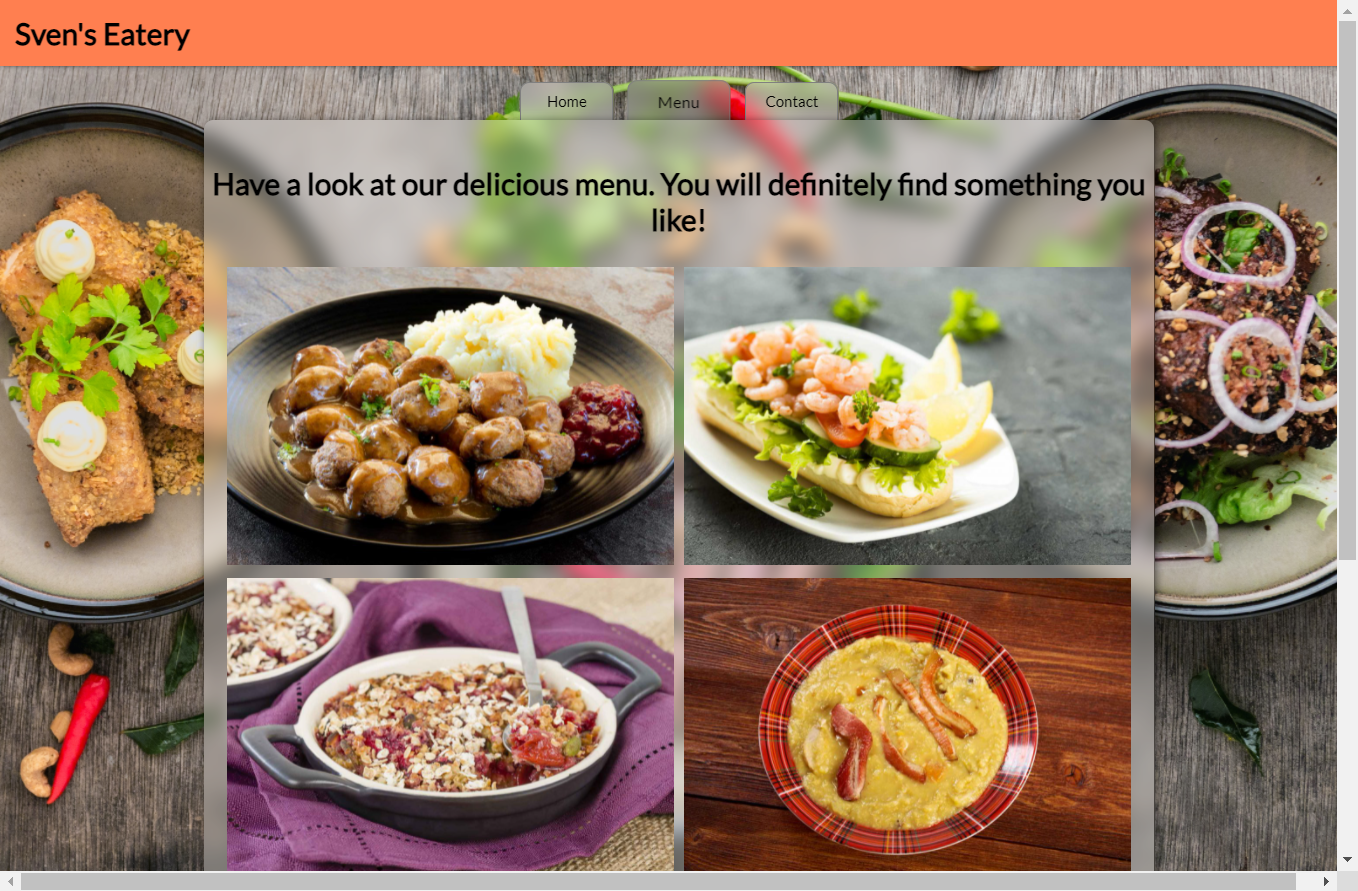 Sven's Eatery
Home
Menu
Contact
Have a look at our delicious menu. You will definitely find something you
like!